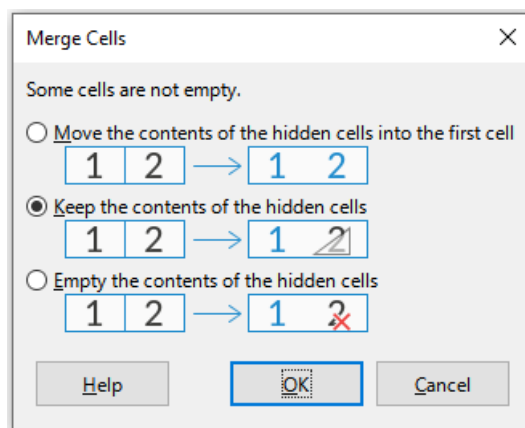 Merge Cells
Some cells are not empty.
Move the contents of the hidden cells into the first cell
1 2 1 2
Keep the contents of the hidden cells
1 2 1 2
Empty the contents of the hidden cells
1 2 1 2
Help OK Cancel